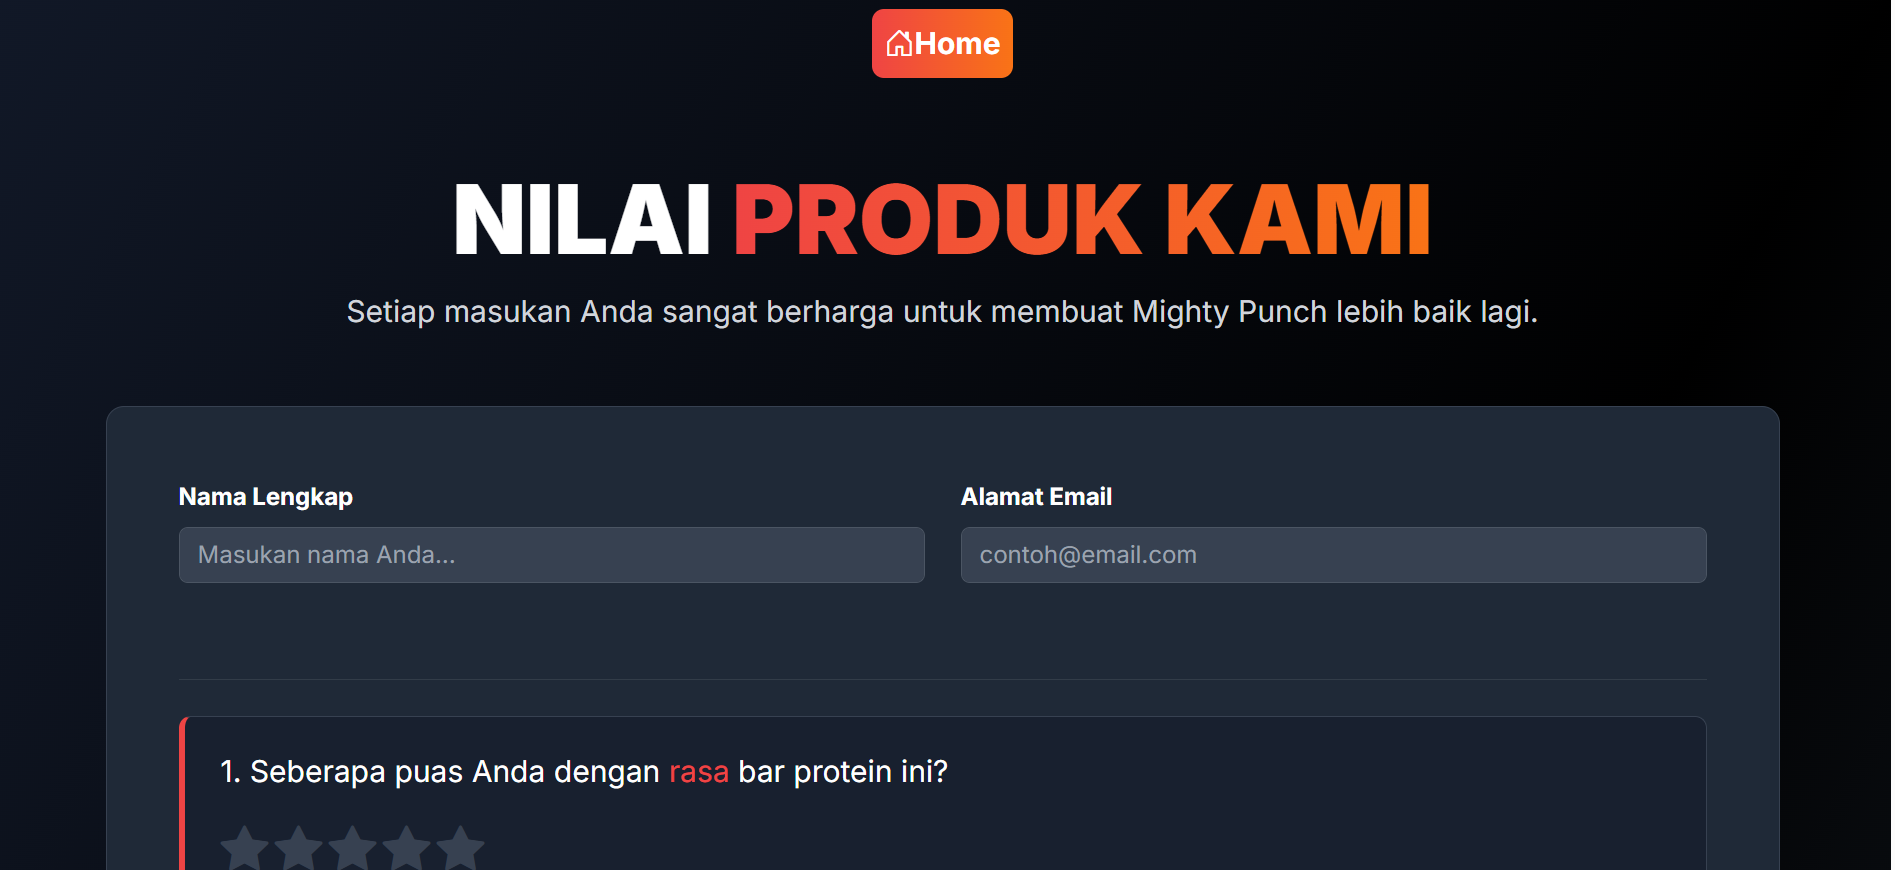 Home
NILAI PRODUK KAMI
Setiap masukan Anda sangat berharga untuk membuat Mighty Punch lebih baik lagi.
Nama Lengkap
Alamat Email
Masukan nama Anda...
contoh@email.com
1. Seberapa puas Anda dengan rasa bar protein ini?